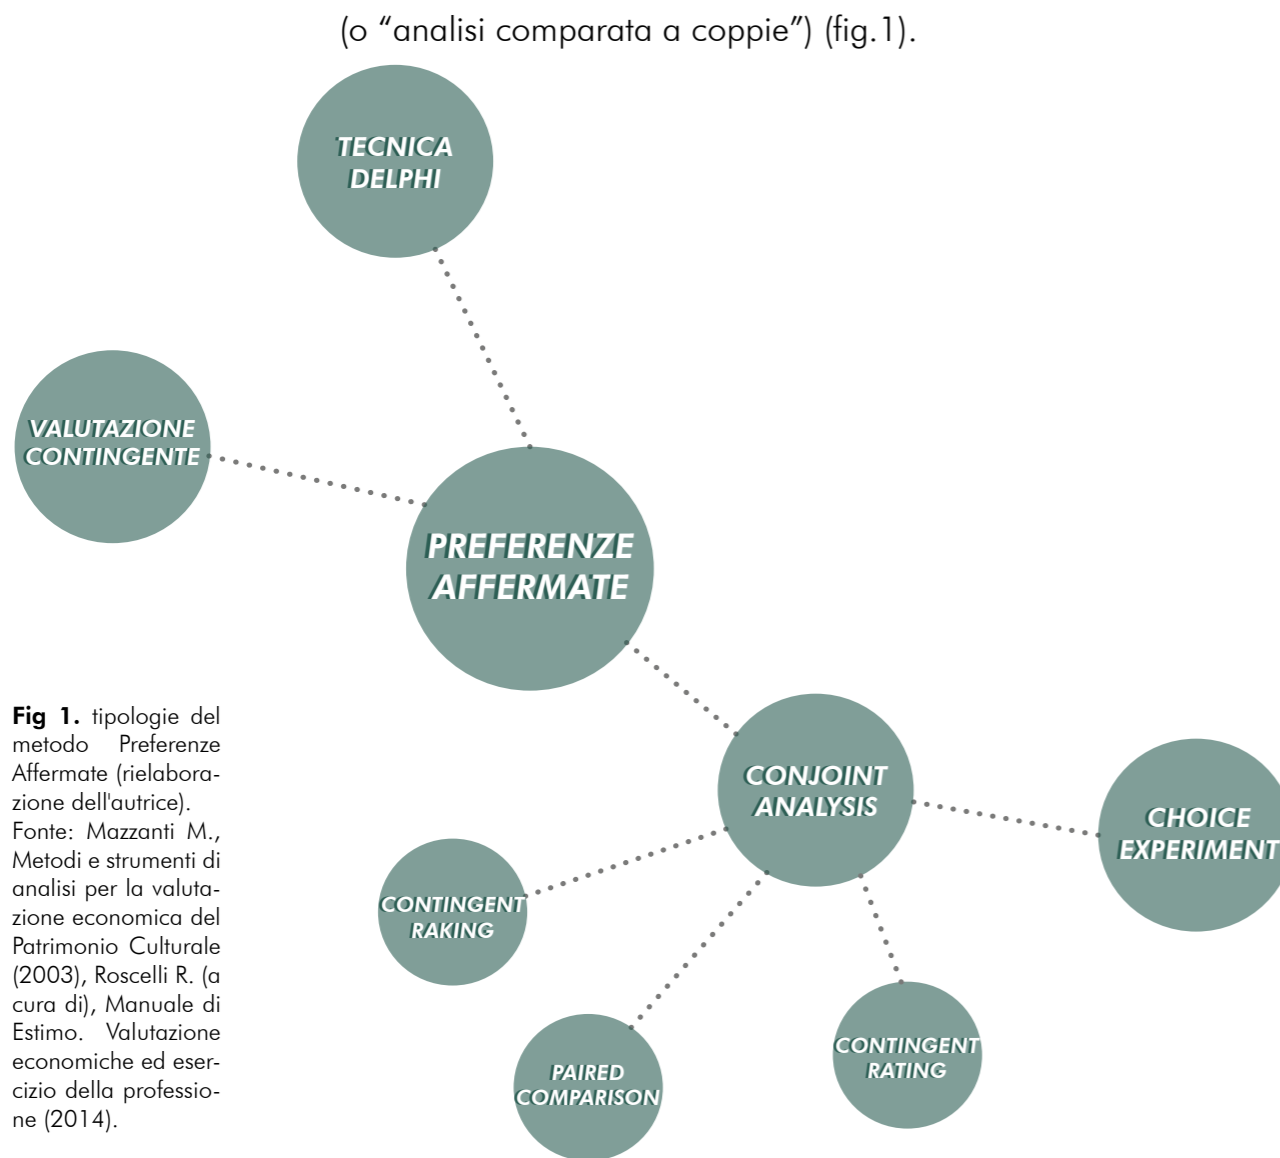 (o “analisi comparata a coppie”) (fig.1).
TECNICA
DELPHI
VALUTAZIONE
CONTINGENTE
PREFERENZE
AFFERMATE
CONJOINT
ANALYSIS
CHOICE
EXPERIMENT
CONTINGENT
RAKING
PAIRED
COMPARISON
CONTINGENT
RATING
Fig 1. tipologie del
metodo Preferenze
Affermate (rielabora-
zione dell'autrice).
Fonte: Mazzanti M.,
Metodi e strumenti di
analisi per la valuta-
zione economica del
Patrimonio Culturale
(2003), Roscelli R. (a
cura di), Manuale di
Estimo. Valutazione
economiche ed eser-
cizio della professio-
ne (2014).